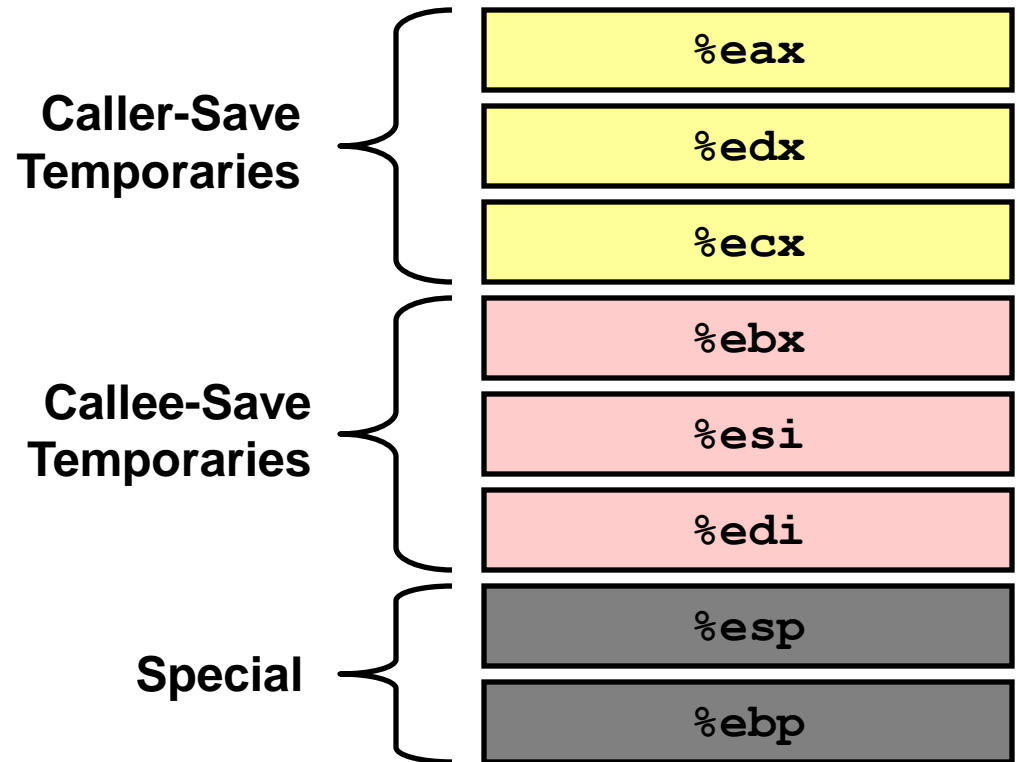 Caller-Save
Temporaries
%eax
%edx
%ecx
Callee-Save
Temporaries
%ebx
%esi
%edi
Special
%esp
%ebp